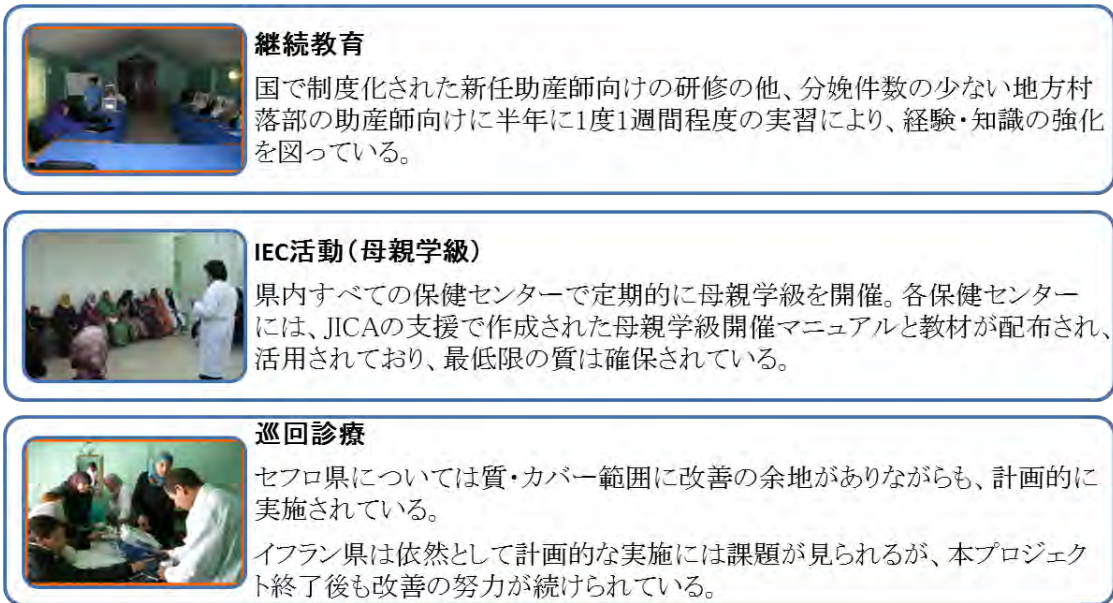 継続教育
国で制度化された新任助産師向けの研修の他、分娩件数の少ない地方村
落部の助産師向けに半年に1度1週間程度の実習により、経験・知識の強化
を図っている。
IEC活動(母親学級)
県内すべての保健センターで定期的に母親学級を開催。各保健センター
には、JICAの支援で作成された母親学級開催マニュアルと教材が配布され、
活用されており、最低限の質は確保されている。
巡回診療
セフロ県については質・カバー範囲に改善の余地がありながらも、計画的に
実施されている。
イフラン県は依然として計画的な実施には課題が見られるが、本プロジェク
ト終了後も改善の努力が続けられている。